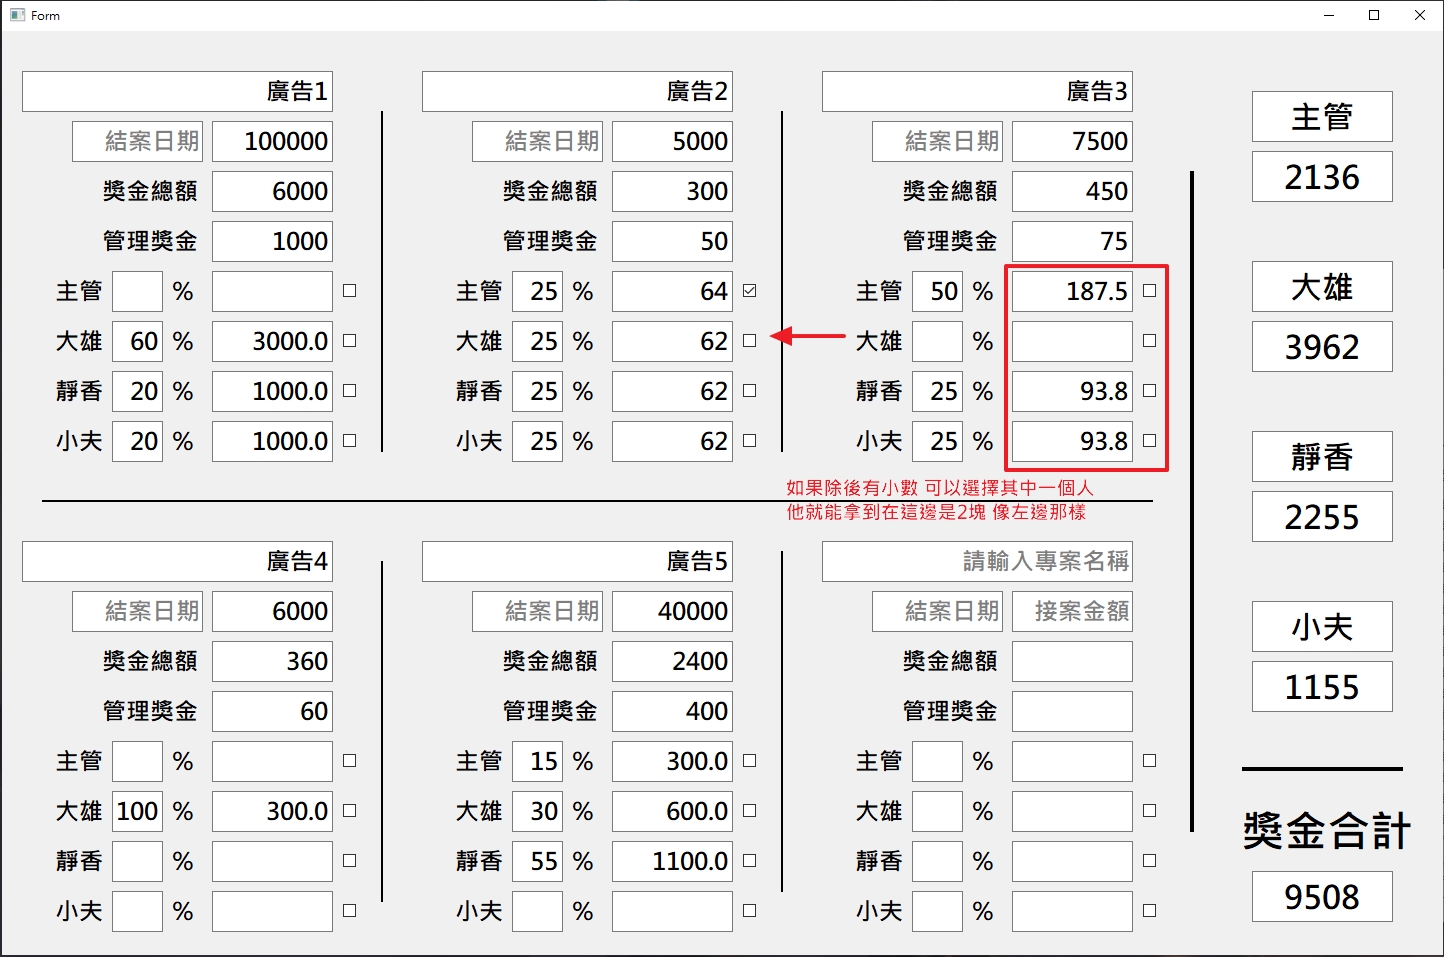 Form
廣告1
結案日期 100000
獎金總額 6000
管理獎金 1000
主管 %
大雄 60 % 3000.0
靜香 20 % 1000.0
小夫 20 % 1000.0
廣告2
結案日期 5000
獎金總額 300
管理獎金 50
主管 25 % 64
大雄 25 % 62
靜香 25 % 62
小夫 25 % 62
廣告3
結案日期 7500
獎金總額 450
管理獎金 75
主管 50 % 187.5
大雄 %
靜香 25 % 93.8
小夫 25 % 93.8
如果除後有小數 可以選擇其中一個人
他就能拿到在這邊是2塊 像左邊那樣
廣告4
結案日期 6000
獎金總額 360
管理獎金 60
主管 %
大雄 100 % 300.0
靜香 %
小夫 %
廣告5
結案日期 40000
獎金總額 2400
管理獎金 400
主管 15 % 300.0
大雄 30 % 600.0
靜香 55 % 1100.0
小夫 %
請輸入專案名稱
結案日期 接案金額
獎金總額
管理獎金
主管 %
大雄 %
靜香 %
小夫 %
主管
2136
大雄
3962
靜香
2255
小夫
1155
獎金合計
9508